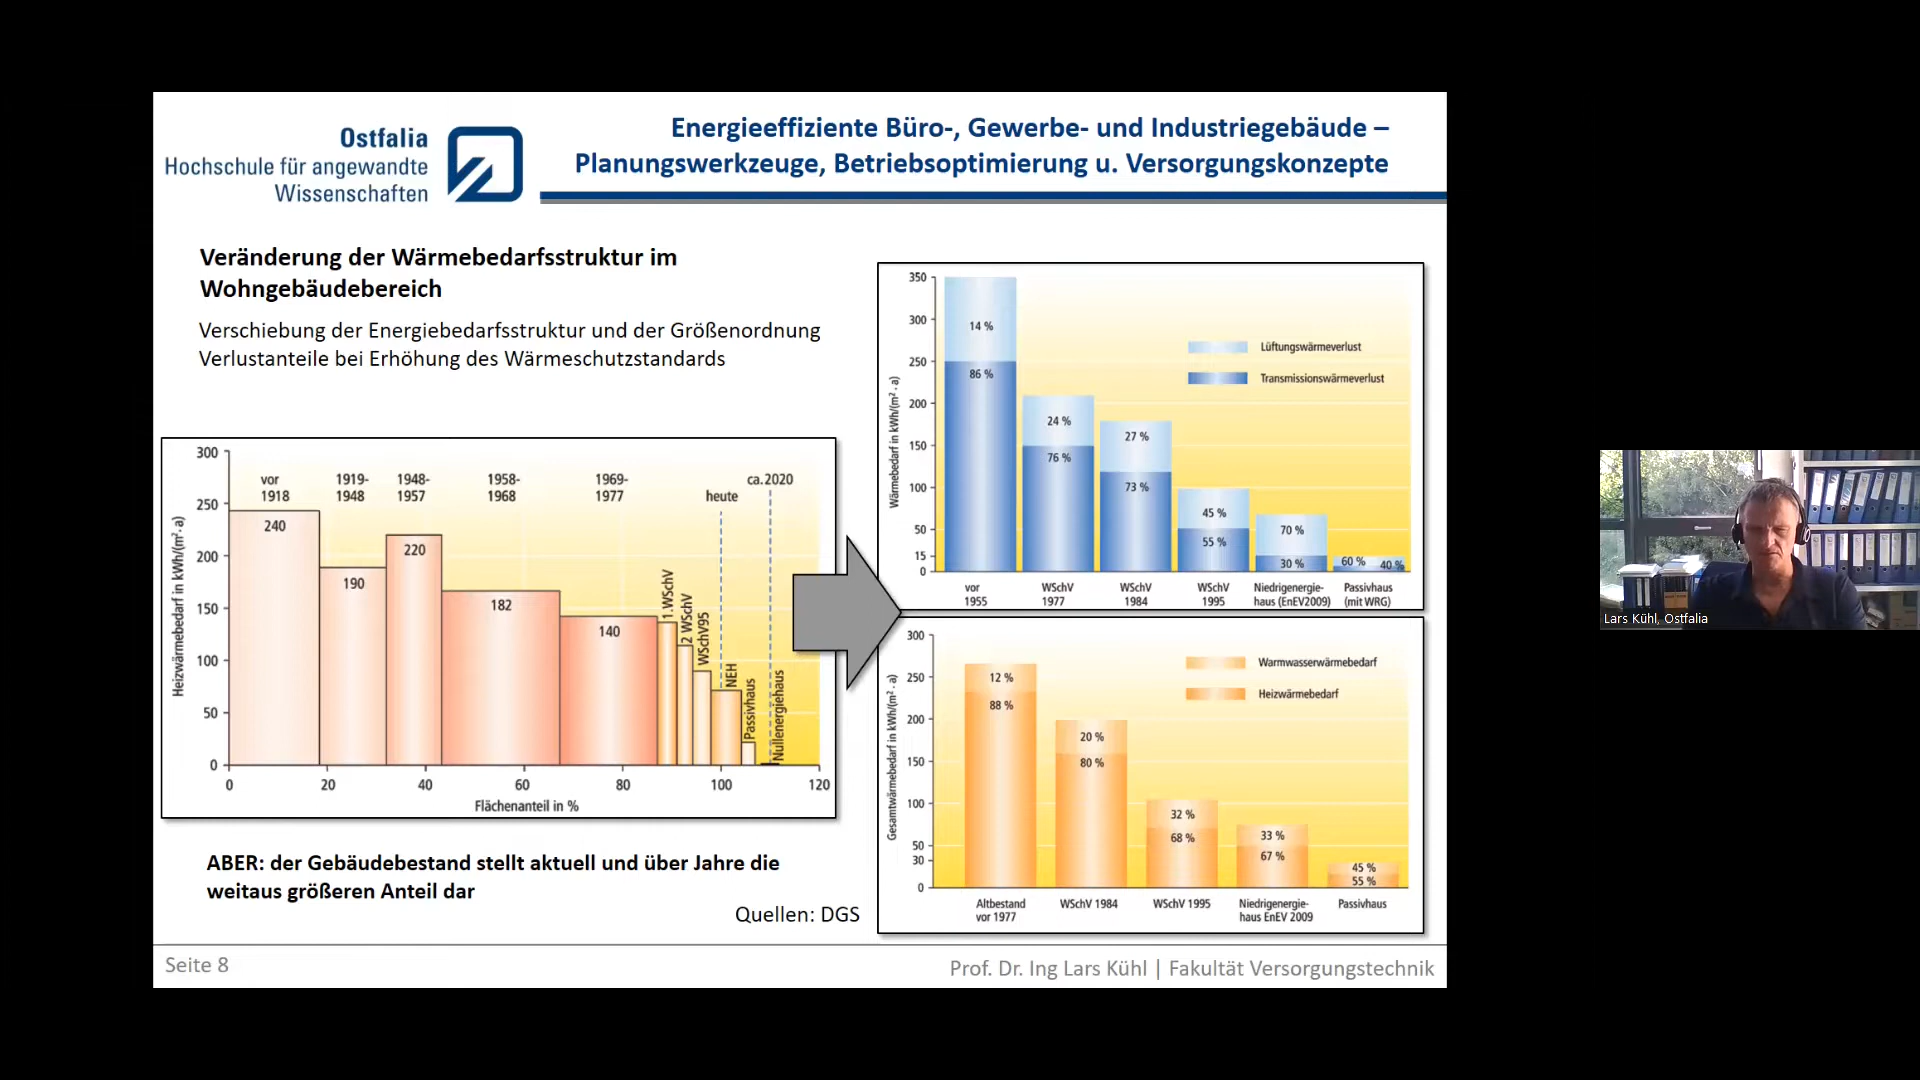 Ostfalia
Hochschule für angewandte
Wissenschaften
Energieeffiziente Büro-, Gewerbe- und Industriegebäude –
Planungswerkzeuge, Betriebsoptimierung u. Versorgungskonzepte
Veränderung der Wärmebedarfsstruktur im
Wohngebäudebereich
Verschiebung der Energiebedarfsstruktur und der Größenordnung
Verlustanteile bei Erhöhung des Wärmeschutzstandards
Heizwärmebedarf in kWh/(m² · a)
300
250
200
150
100
50
0
vor
1918
1919-
1948
1948-
1957
1958-
1968
1969-
1977
heute
ca.2020
240
190
220
182
140
1.WSchV
2 WSchV
WSchV95
NEH
Passivhaus
Nullenergiehaus
0 20 40 60 80 100 120
Flächenanteil in %
ABER: der Gebäudebestand stellt aktuell und über Jahre die
weitaus größeren Anteil dar
Quellen: DGS
Wärmebedarf in kWh/(m² · a)
350
300
250
200
150
100
50
15
0
Lüftungswärmeverlust
Transmissionswärmeverlust
14 %
86 %
24 %
76 %
27 %
73 %
45 %
55 %
70 %
30 %
60 % 40 %
vor
1955
WSchV
1977
WSchV
1984
WSchV
1995
Niedrigenergie-
haus (EnEV2009)
Passivhaus
(mit WRG)
Gesamtwärmebedarf in kWh/(m² · a)
300
250
200
150
100
50
30
0
Warmwasserwärmebedarf
Heizwärmebedarf
12 %
88 %
20 %
80 %
32 %
68 %
33 %
67 %
45 %
55 %
Altbestand
vor 1977
WSchV 1984
WSchV 1995
Niedrigenergie-
haus EnEV 2009
Passivhaus
Seite 8
Prof. Dr. Ing Lars Kühl | Fakultät Versorgungstechnik
Lars Kühl, Ostfalia